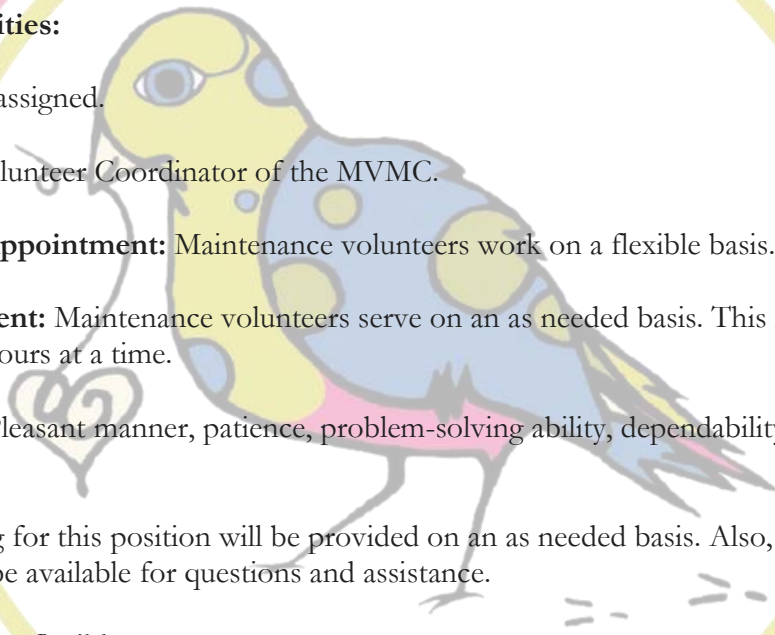 ities:
assigned.
lunteer Coordinator of the MVMC.
ppointment: Maintenance volunteers work on a flexible basis.
ent: Maintenance volunteers serve on an as needed basis. This
ours at a time.
Pleasant manner, patience, problem-solving ability, dependability
g for this position will be provided on an as needed basis. Also,
be available for questions and assistance.